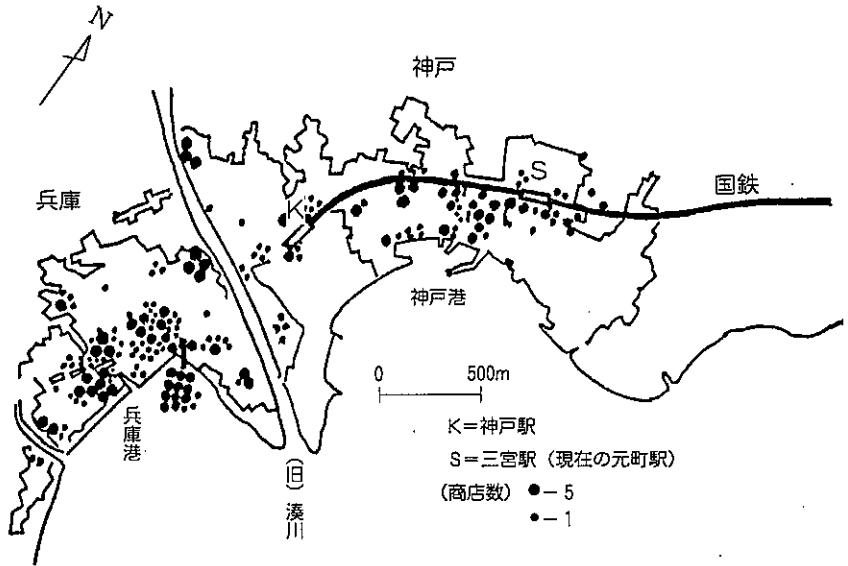 N
神戸
S
国鉄
兵庫
K
神戸港
0 500m
兵庫港
K=神戸駅
S=三宮駅(現在の元町駅)
(商店数) ●-5
●-1
(旧)湊川